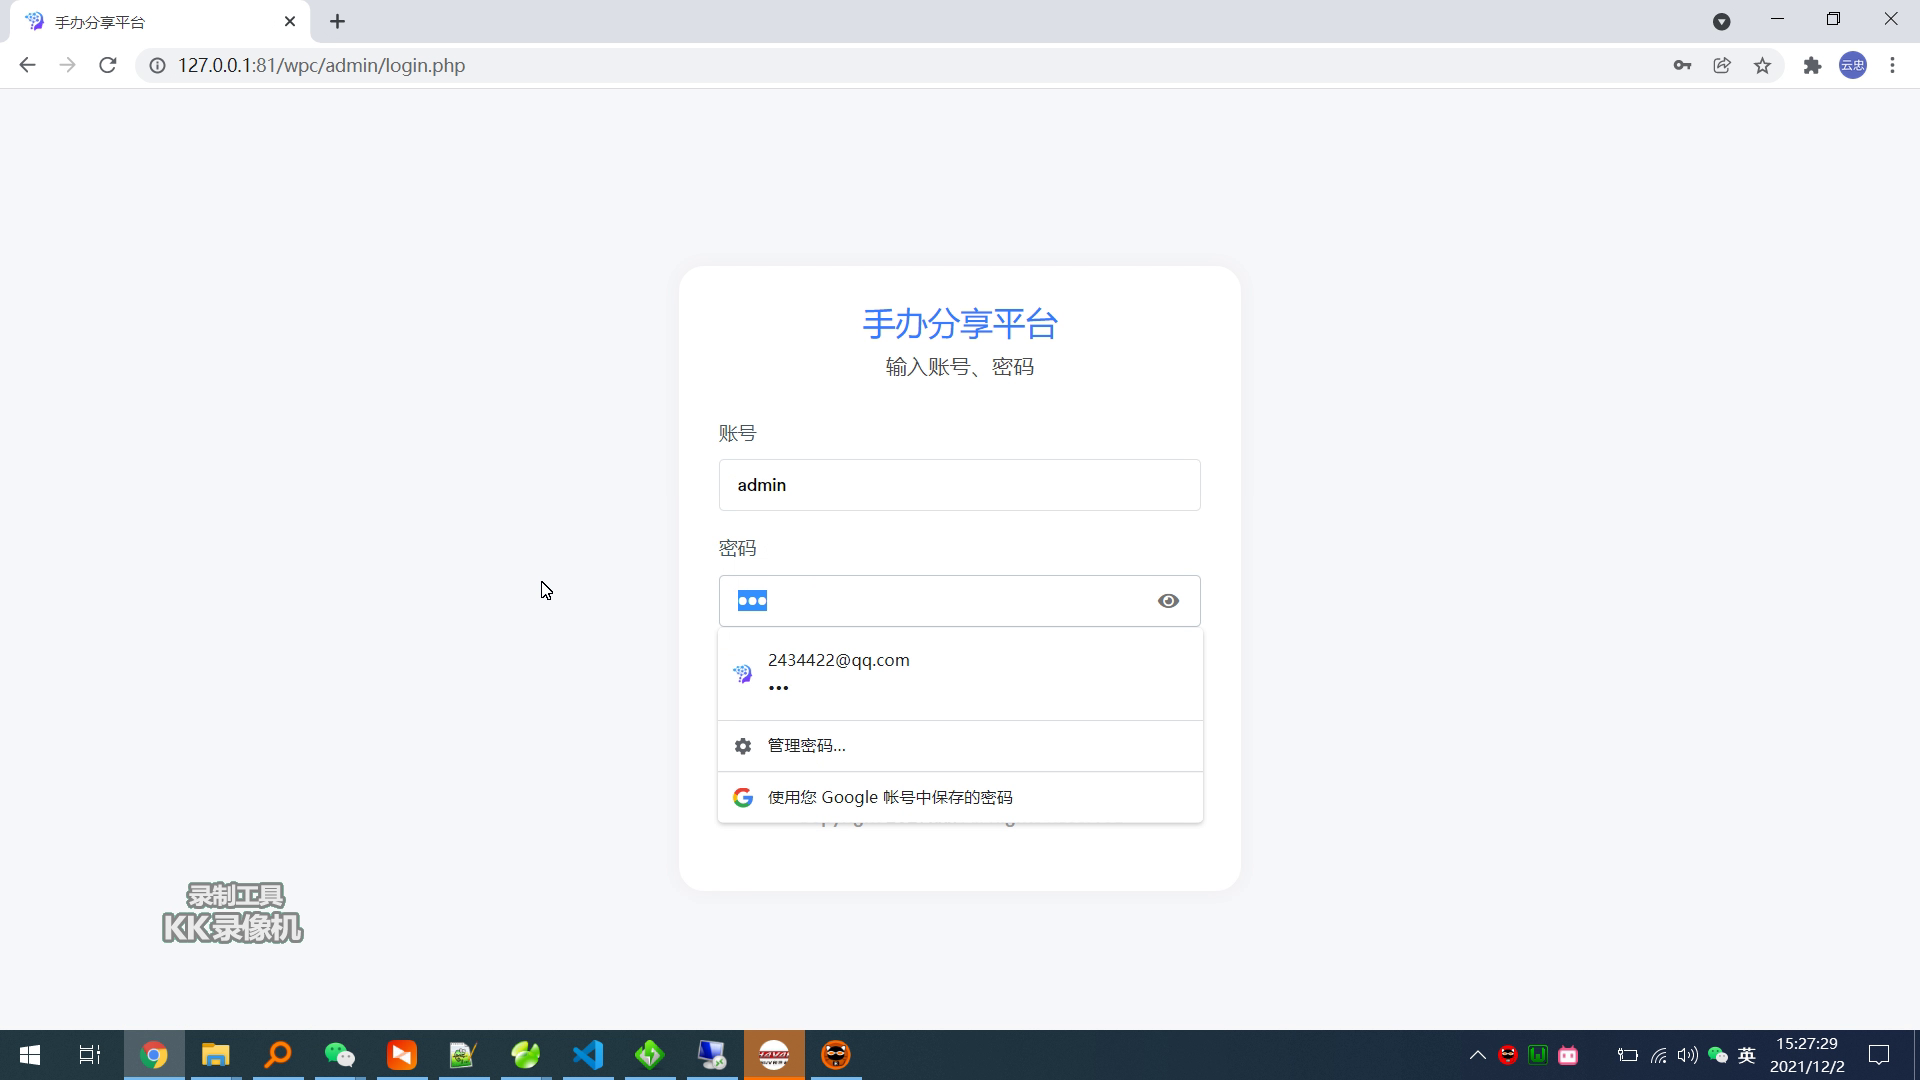 手办分享平台
127.0.0.1:81/wpc/admin/login.php
云忠
手办分享平台
输入账号、密码
账号
admin
密码
•••
2434422@qq.com
•••
管理密码...
使用您 Google 帐号中保存的密码
录制工具
KK录像机
英
15:27:29
2021/12/2